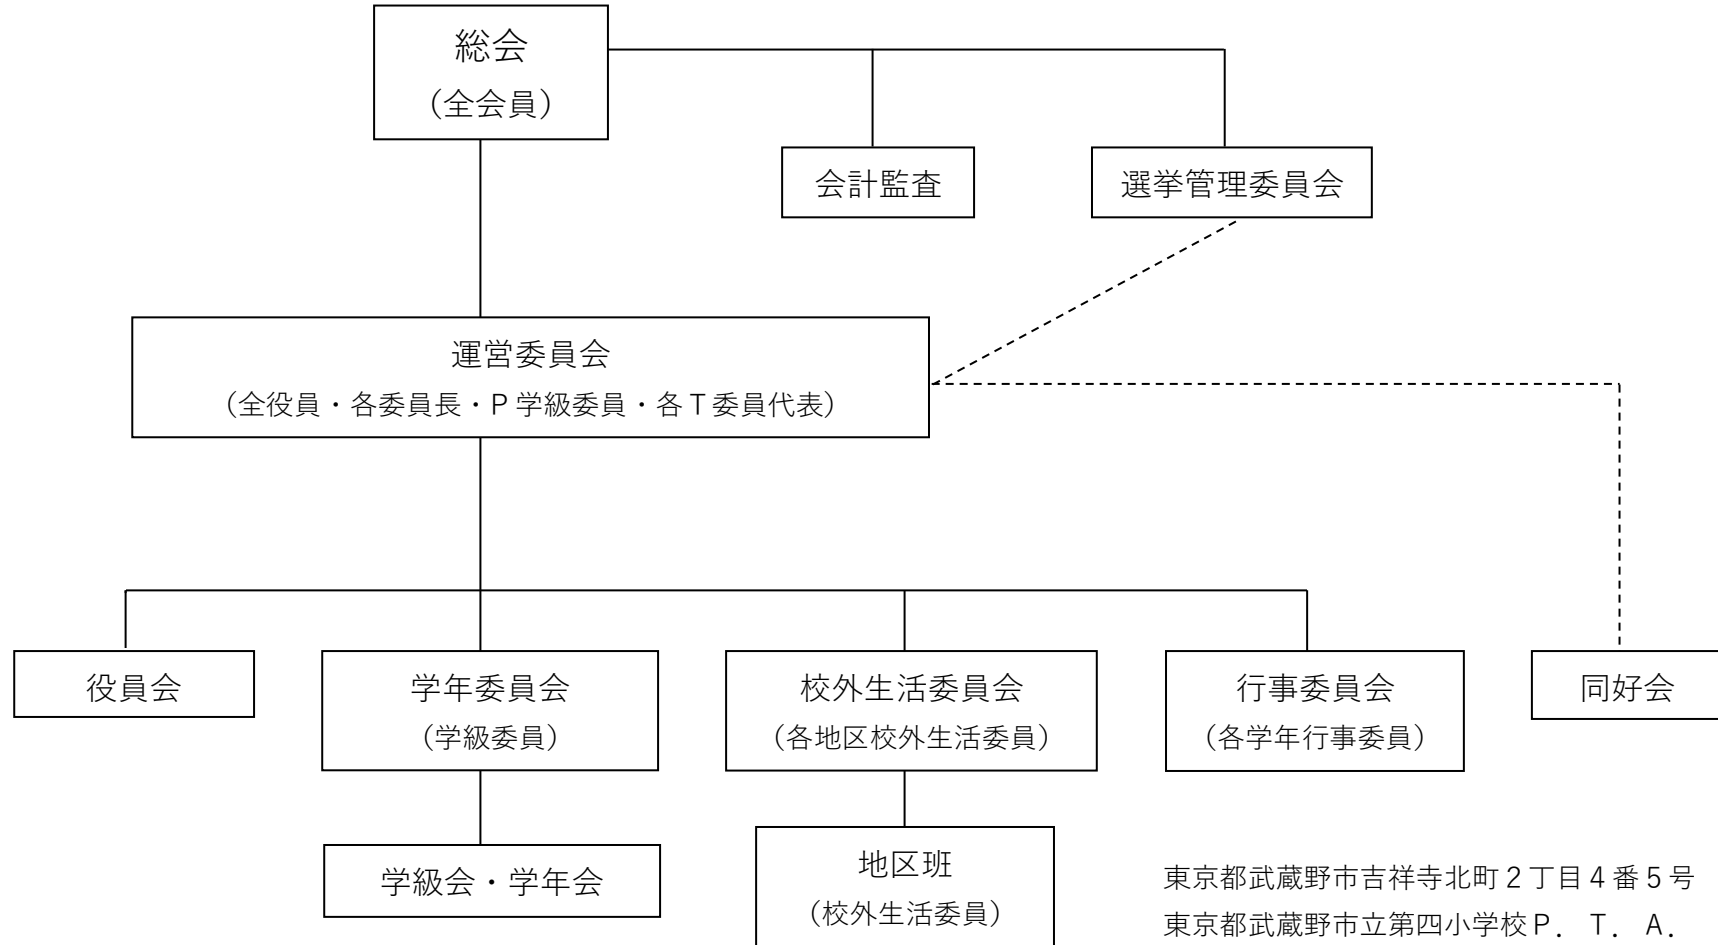 総会
（全会員）
会計監査
選挙管理委員会
運営委員会
（全役員・各委員長・Ｐ学級委員・各Ｔ委員代表）
役員会
学年委員会
（学級委員）
校外生活委員会
（各地区校外生活委員）
行事委員会
（各学年行事委員）
同好会
学級会・学年会
地区班
（校外生活委員）
東京都武蔵野市吉祥寺北町２丁目４番５号
東京都武蔵野市立第四小学校Ｐ．Ｔ．Ａ．